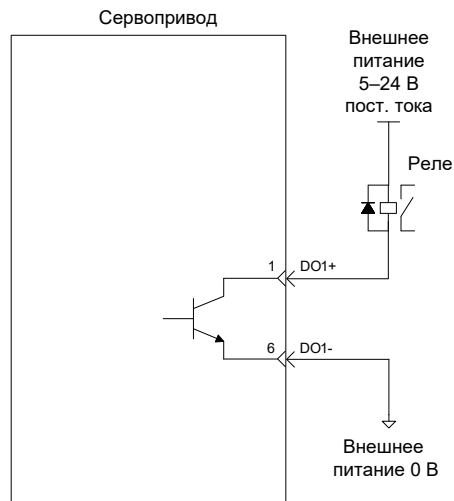 Сервопривод
Внешнее
питание
5–24 В
пост. тока
Реле
1 DO1+
6 DO1-
Внешнее
питание 0 В